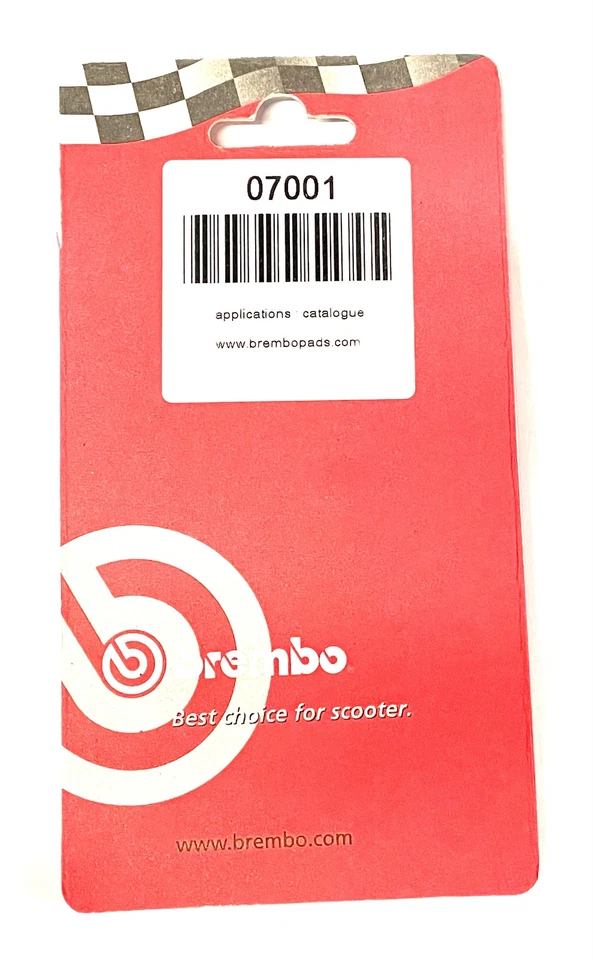 07001
applications : catalogue
www.brembopads.com
brembo
Best choice for scooter.
www.brembo.com